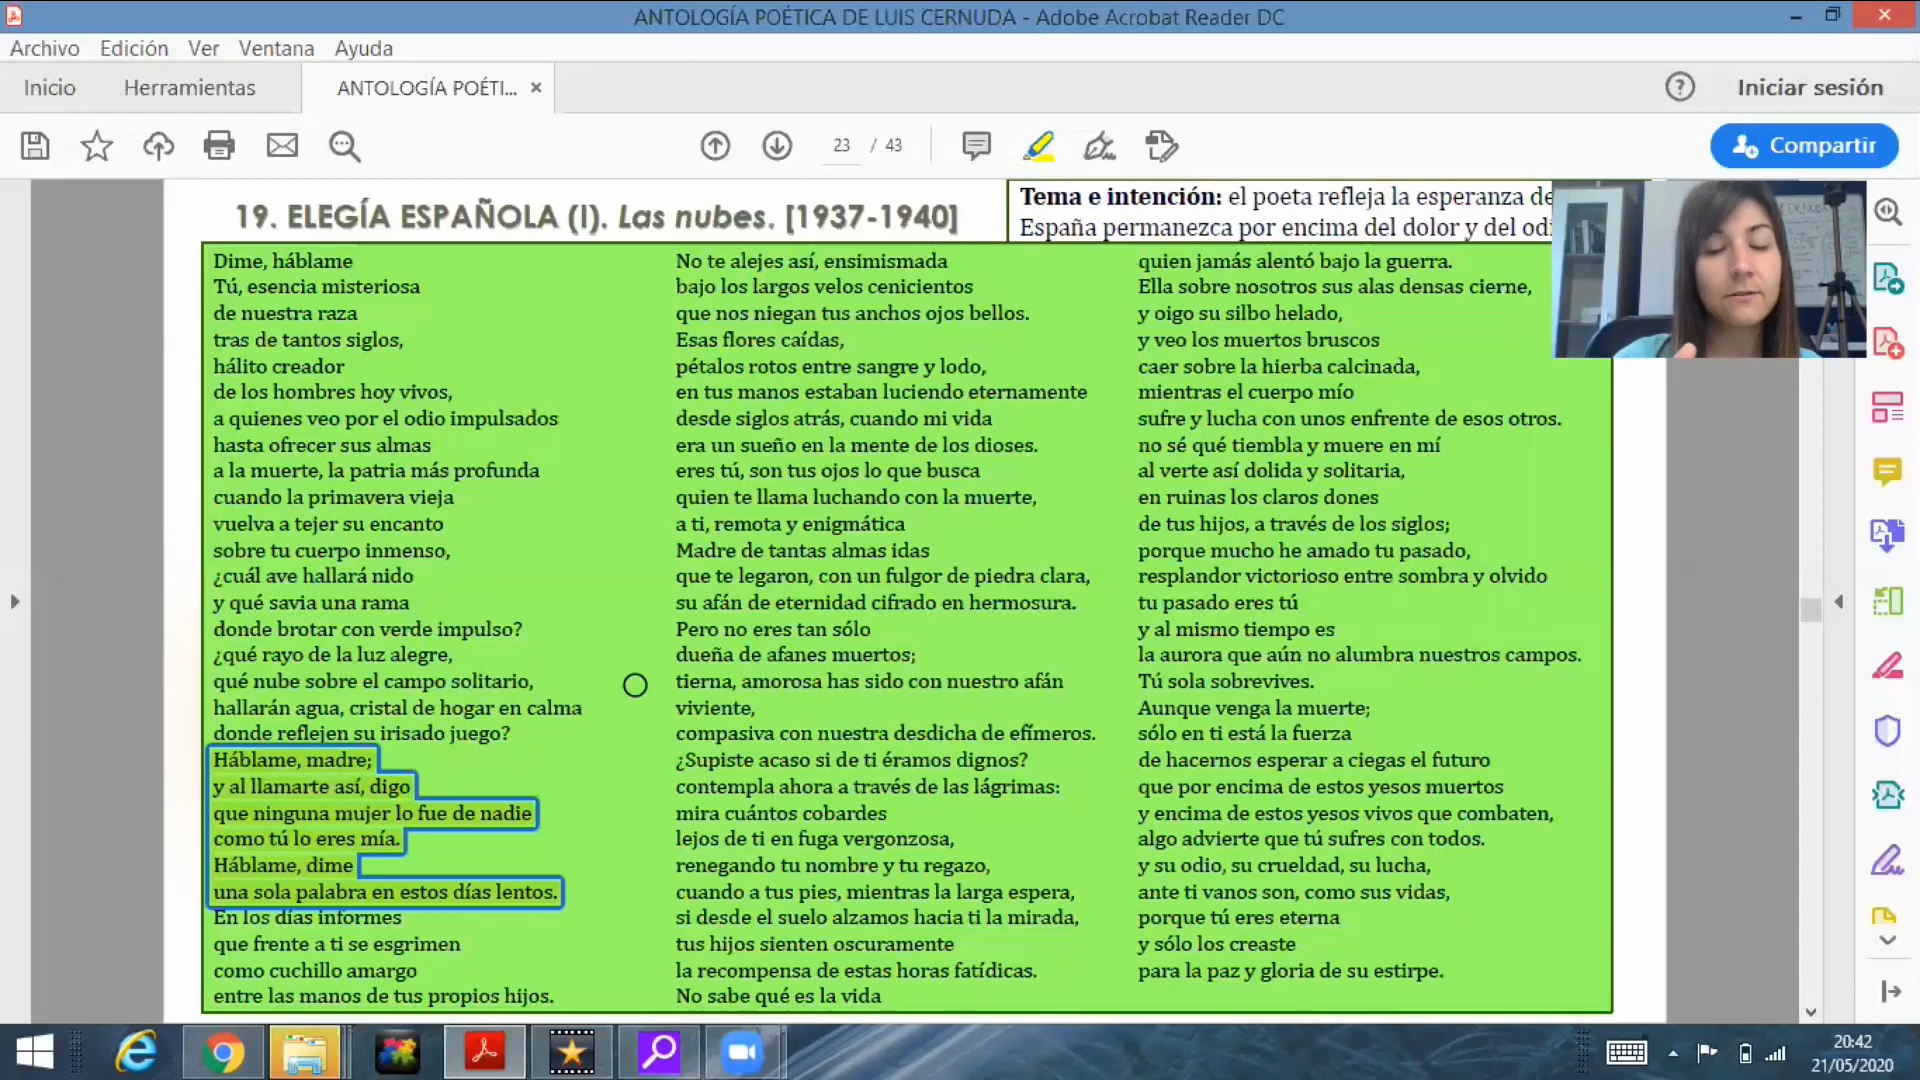 ANTOLOGÍA POÉTICA DE LUIS CERNUDA - Adobe Acrobat Reader DC
Archivo Edición Ver Ventana Ayuda
Inicio Herramientas ANTOLOGÍA POÉTI... × Iniciar sesión
23 / 43 Compartir
19. ELEGÍA ESPAÑOLA (I). Las nubes. [1937-1940]
Tema e intención: el poeta refleja la esperanza de
España permanezca por encima del dolor y del odi
Dime, háblame
Tú, esencia misteriosa
de nuestra raza
tras de tantos siglos,
hálito creador
de los hombres hoy vivos,
a quienes veo por el odio impulsados
hasta ofrecer sus almas
a la muerte, la patria más profunda
cuando la primavera vieja
vuelva a tejer su encanto
sobre tu cuerpo inmenso,
¿cuál ave hallará nido
y qué savia una rama
donde brotar con verde impulso?
¿qué rayo de la luz alegre,
qué nube sobre el campo solitario,
hallarán agua, cristal de hogar en calma
donde reflejen su irisado juego?
Háblame, madre;
y al llamarte así, digo
que ninguna mujer lo fue de nadie
como tú lo eres mía.
Háblame, dime
una sola palabra en estos días lentos.
En los días informes
que frente a ti se esgrimen
como cuchillo amargo
entre las manos de tus propios hijos.
No te alejes así, ensimismada
bajo los largos velos cenicientos
que nos niegan tus anchos ojos bellos.
Esas flores caídas,
pétalos rotos entre sangre y lodo,
en tus manos estaban luciendo eternamente
desde siglos atrás, cuando mi vida
era un sueño en la mente de los dioses.
eres tú, son tus ojos lo que busca
quien te llama luchando con la muerte,
a ti, remota y enigmática
Madre de tantas almas idas
que te legaron, con un fulgor de piedra clara,
su afán de eternidad cifrado en hermosura.
Pero no eres tan sólo
dueña de afanes muertos;
tierna, amorosa has sido con nuestro afán
viviente,
compasiva con nuestra desdicha de efímeros.
¿Supiste acaso si de ti éramos dignos?
contempla ahora a través de las lágrimas:
mira cuántos cobardes
lejos de ti en fuga vergonzosa,
renegando tu nombre y tu regazo,
cuando a tus pies, mientras la larga espera,
si desde el suelo alzamos hacia ti la mirada,
tus hijos sienten oscuramente
la recompensa de estas horas fatídicas.
No sabe qué es la vida
quien jamás alentó bajo la guerra.
Ella sobre nosotros sus alas densas cierne,
y oigo su silbo helado,
y veo los muertos bruscos
caer sobre la hierba calcinada,
mientras el cuerpo mío
sufre y lucha con unos enfrente de esos otros.
no sé qué tiembla y muere en mí
al verte así dolida y solitaria,
en ruinas los claros dones
de tus hijos, a través de los siglos;
porque mucho he amado tu pasado,
resplandor victorioso entre sombra y olvido
tu pasado eres tú
y al mismo tiempo es
la aurora que aún no alumbra nuestros campos.
Tú sola sobrevives.
Aunque venga la muerte;
sólo en ti está la fuerza
de hacernos esperar a ciegas el futuro
que por encima de estos yesos muertos
y encima de estos yesos vivos que combaten,
algo advierte que tú sufres con todos.
y su odio, su crueldad, su lucha,
ante ti vanos son, como sus vidas,
porque tú eres eterna
y sólo los creaste
para la paz y gloria de su estirpe.
20:42
21/05/2020